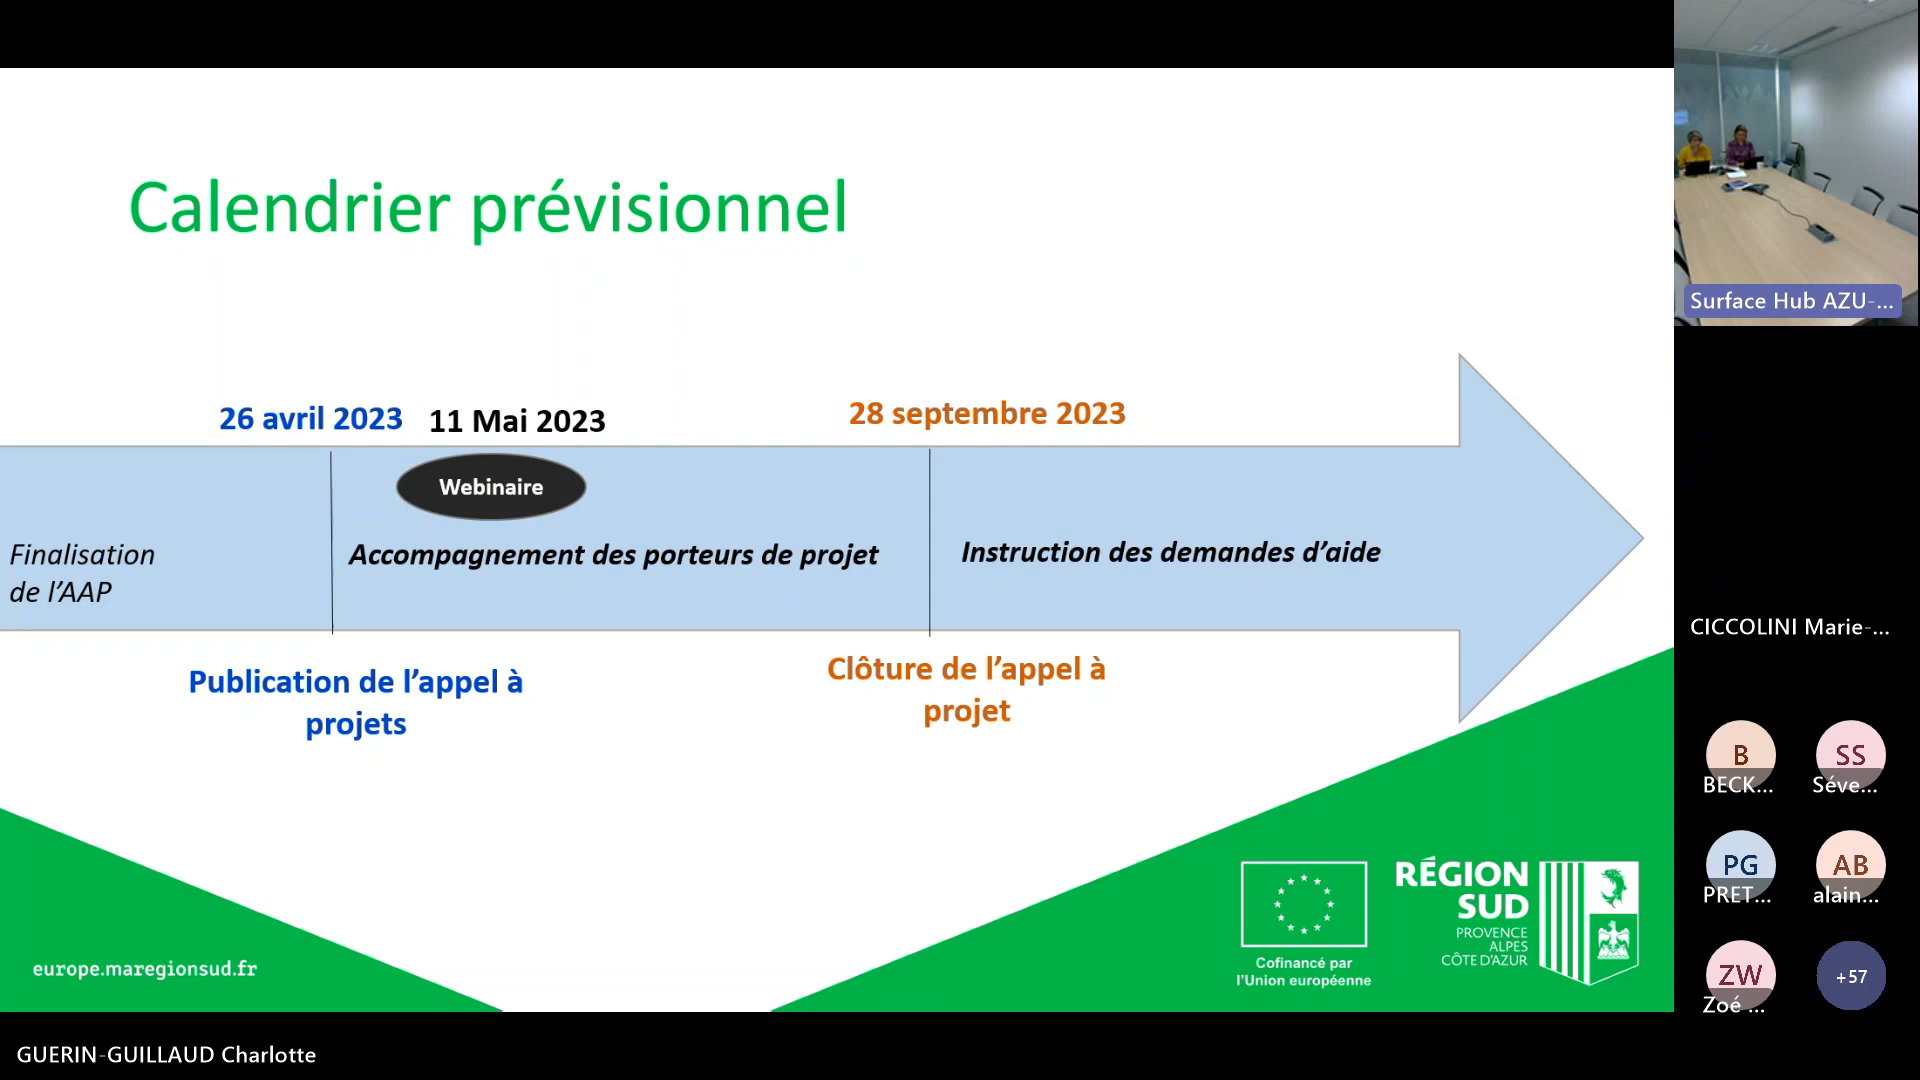 Calendrier prévisionnel
26 avril 2023
11 Mai 2023
28 septembre 2023
Webinaire
Finalisation
de l’AAP
Accompagnement des porteurs de projet
Instruction des demandes d’aide
Publication de l’appel à
projets
Clôture de l’appel à
projet
europe.maregionsud.fr
Cofinancé par
l’Union européenne
RÉGION
SUD
PROVENCE
ALPES
CÔTE D’AZUR
GUERIN-GUILLAUD Charlotte
Surface Hub AZU-...
CICCOLINI Marie-...
B
BECK...
SS
Séve...
PG
PRET...
AB
alain...
ZW
Zoé ...
+57